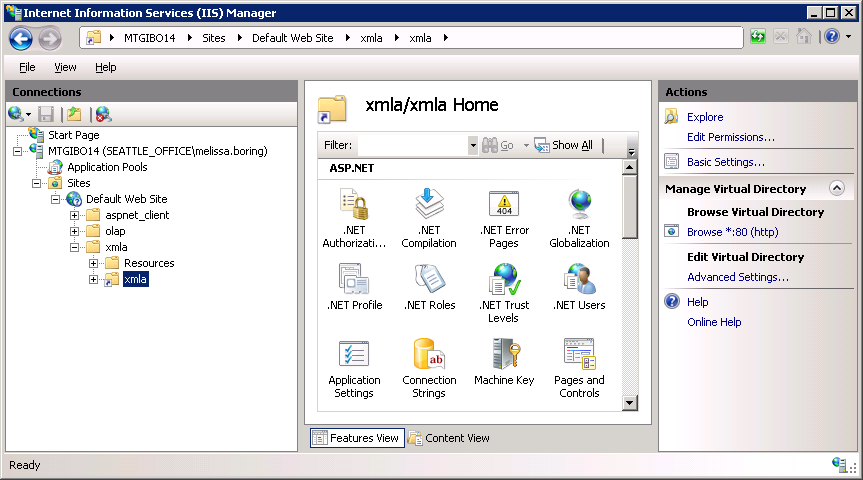 Internet Information Services (IIS) Manager
MTGIBO14 Sites Default Web Site xmla xmla
File View Help
Connections
Start Page
MTGIBO14 (SEATTLE_OFFICE\melissa.boring)
Application Pools
Sites
Default Web Site
aspnet_client
olap
xmla
Resources
xmla
xmla/xmla Home
Filter: Go Show All
ASP.NET
.NET Authorizati...
.NET Compilation
404
.NET Error Pages
.NET Globalization
.NET Profile
.NET Roles
.NET Trust Levels
.NET Users
Application Settings
ab
Connection Strings
Machine Key
Pages and Controls
Features View Content View
Actions
Explore
Edit Permissions...
Basic Settings...
Manage Virtual Directory
Browse Virtual Directory
Browse *:80 (http)
Edit Virtual Directory
Advanced Settings...
Help
Online Help
Ready